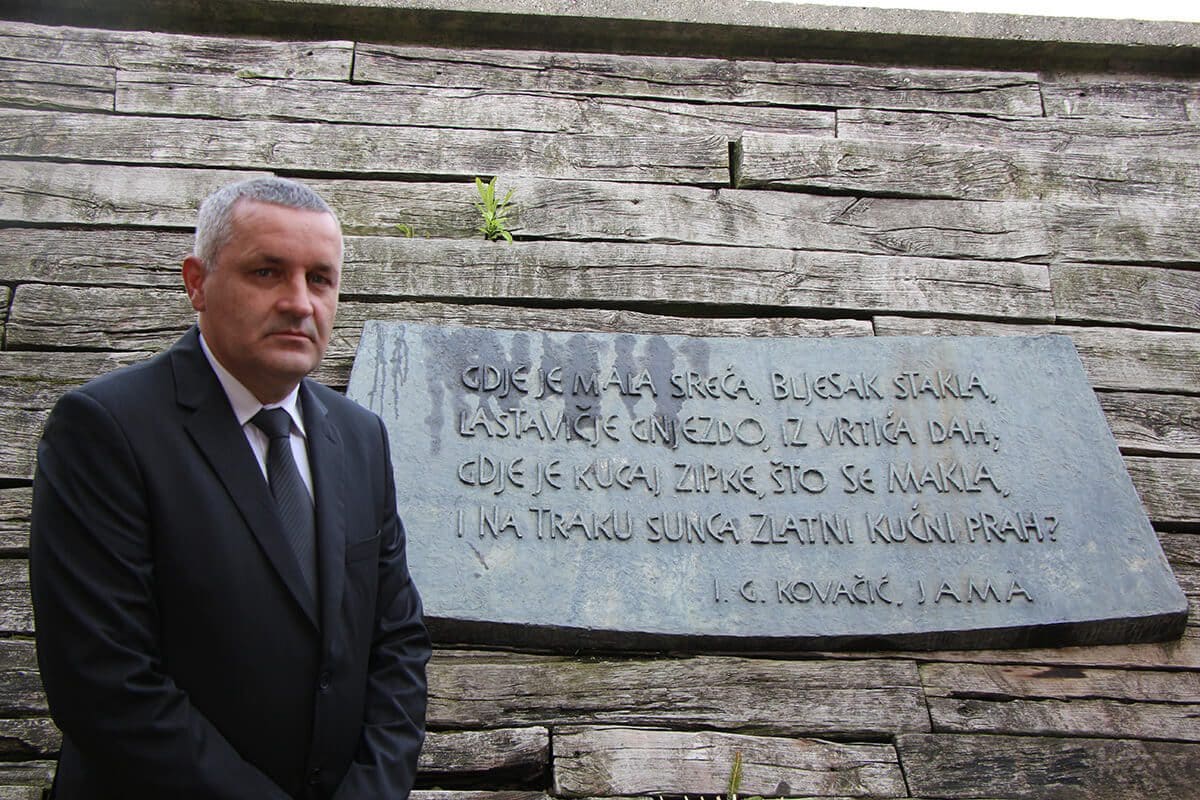 GDJE JE MALA SREĆA, BLJESAK STAKLA,
LASTAVIČJE GNJEZDO, IZ VRTIĆA DAH;
GDJE JE KUCAJ ZIPKE, ŠTO SE MAKLA,
I NA TRAKU SUNCA ZLATNI KUĆNI PRAH?
I. G. KOVAČIĆ, JAMA